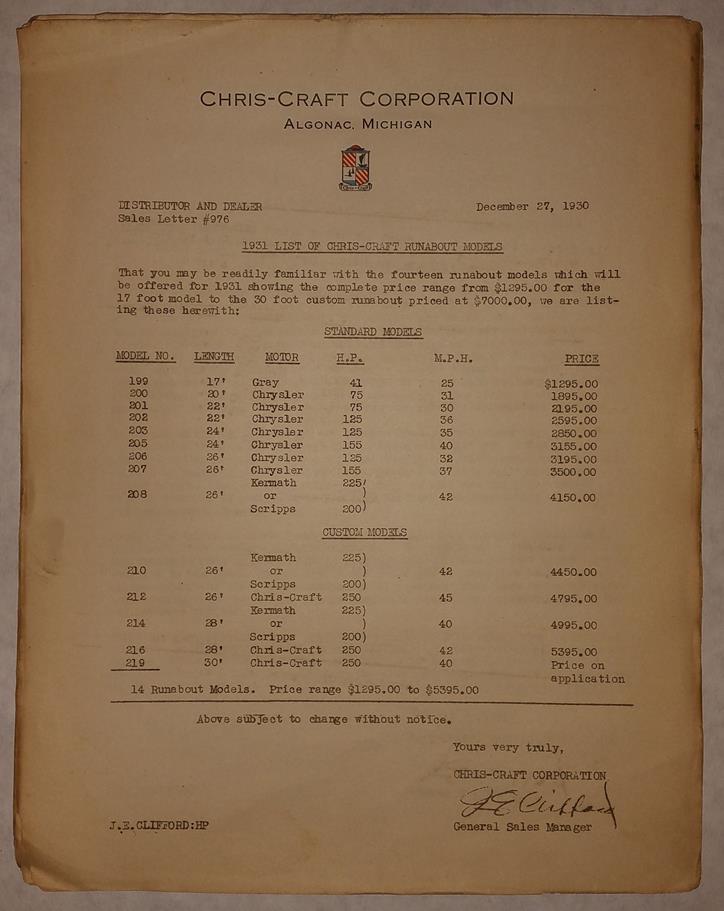 CHRIS-CRAFT CORPORATION
ALGONAC, MICHIGAN
Chris-Craft
DISTRIBUTOR AND DEALER December 27, 1930
Sales Letter #976
1931 LIST OF CHRIS-CRAFT RUNABOUT MODELS
That you may be readily familiar with the fourteen runabout models which will
be offered for 1931 showing the complete price range from $1295.00 for the
17 foot model to the 30 foot custom runabout priced at $7000.00, we are list-
ing these herewith:
STANDARD MODELS
MODEL NO. LENGTH MOTOR H.P. M.P.H. PRICE
199 17' Gray 41 25 $1295.00
200 20' Chrysler 75 31 1895.00
201 22' Chrysler 75 30 2195.00
202 22' Chrysler 125 36 2595.00
203 24' Chrysler 125 35 2850.00
205 24' Chrysler 155 40 3155.00
206 26' Chrysler 125 32 3195.00
207 26' Chrysler 155 37 3500.00
Kermath 225)
208 26' or ) 42 4150.00
Scripps 200)
CUSTOM MODELS
Kermath 225)
210 26' or ) 42 4450.00
Scripps 200)
212 26' Chris-Craft 250 45 4795.00
Kermath 225)
214 28' or ) 40 4995.00
Scripps 200)
216 28' Chris-Craft 250 42 5395.00
219 30' Chris-Craft 250 40 Price on
application
14 Runabout Models. Price range $1295.00 to $5395.00
Above subject to change without notice.
Yours very truly,
CHRIS-CRAFT CORPORATION
J E Clifford
J.E.CLIFFORD:HP General Sales Manager